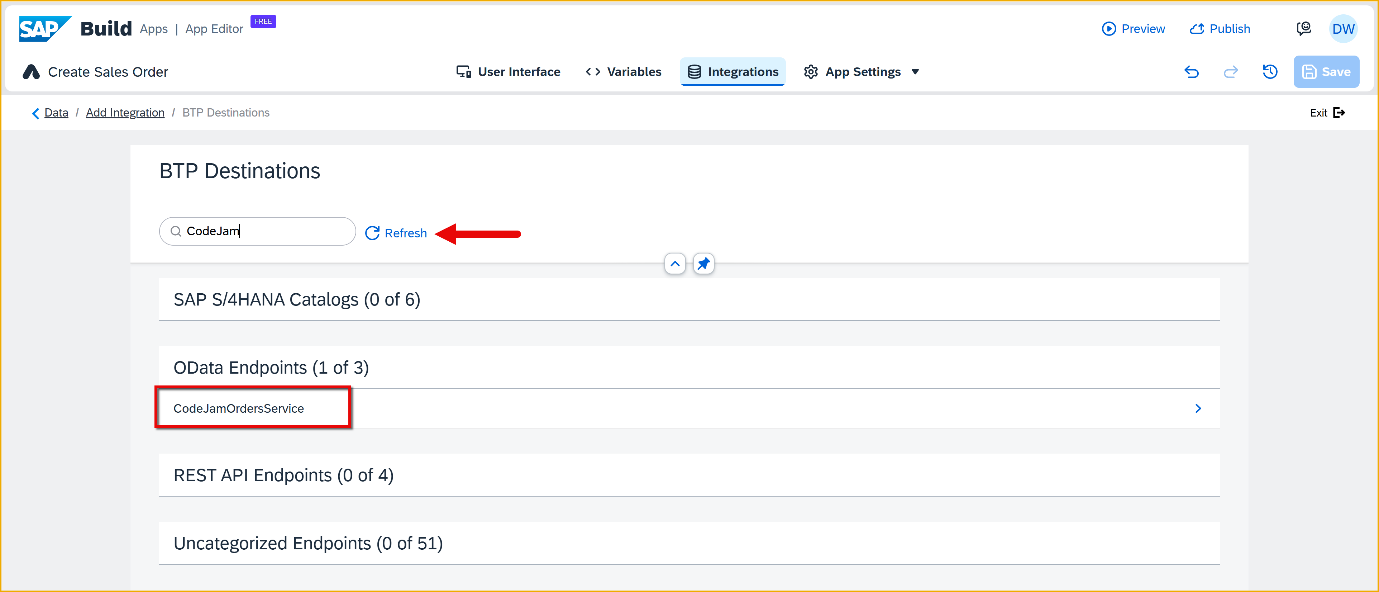 SAP Build Apps | App Editor FREE Preview Publish DW
Create Sales Order User Interface <> Variables Integrations App Settings Save
Data / Add Integration / BTP Destinations Exit
BTP Destinations
CodeJam Refresh
SAP S/4HANA Catalogs (0 of 6)
OData Endpoints (1 of 3)
CodeJamOrdersService
REST API Endpoints (0 of 4)
Uncategorized Endpoints (0 of 51)